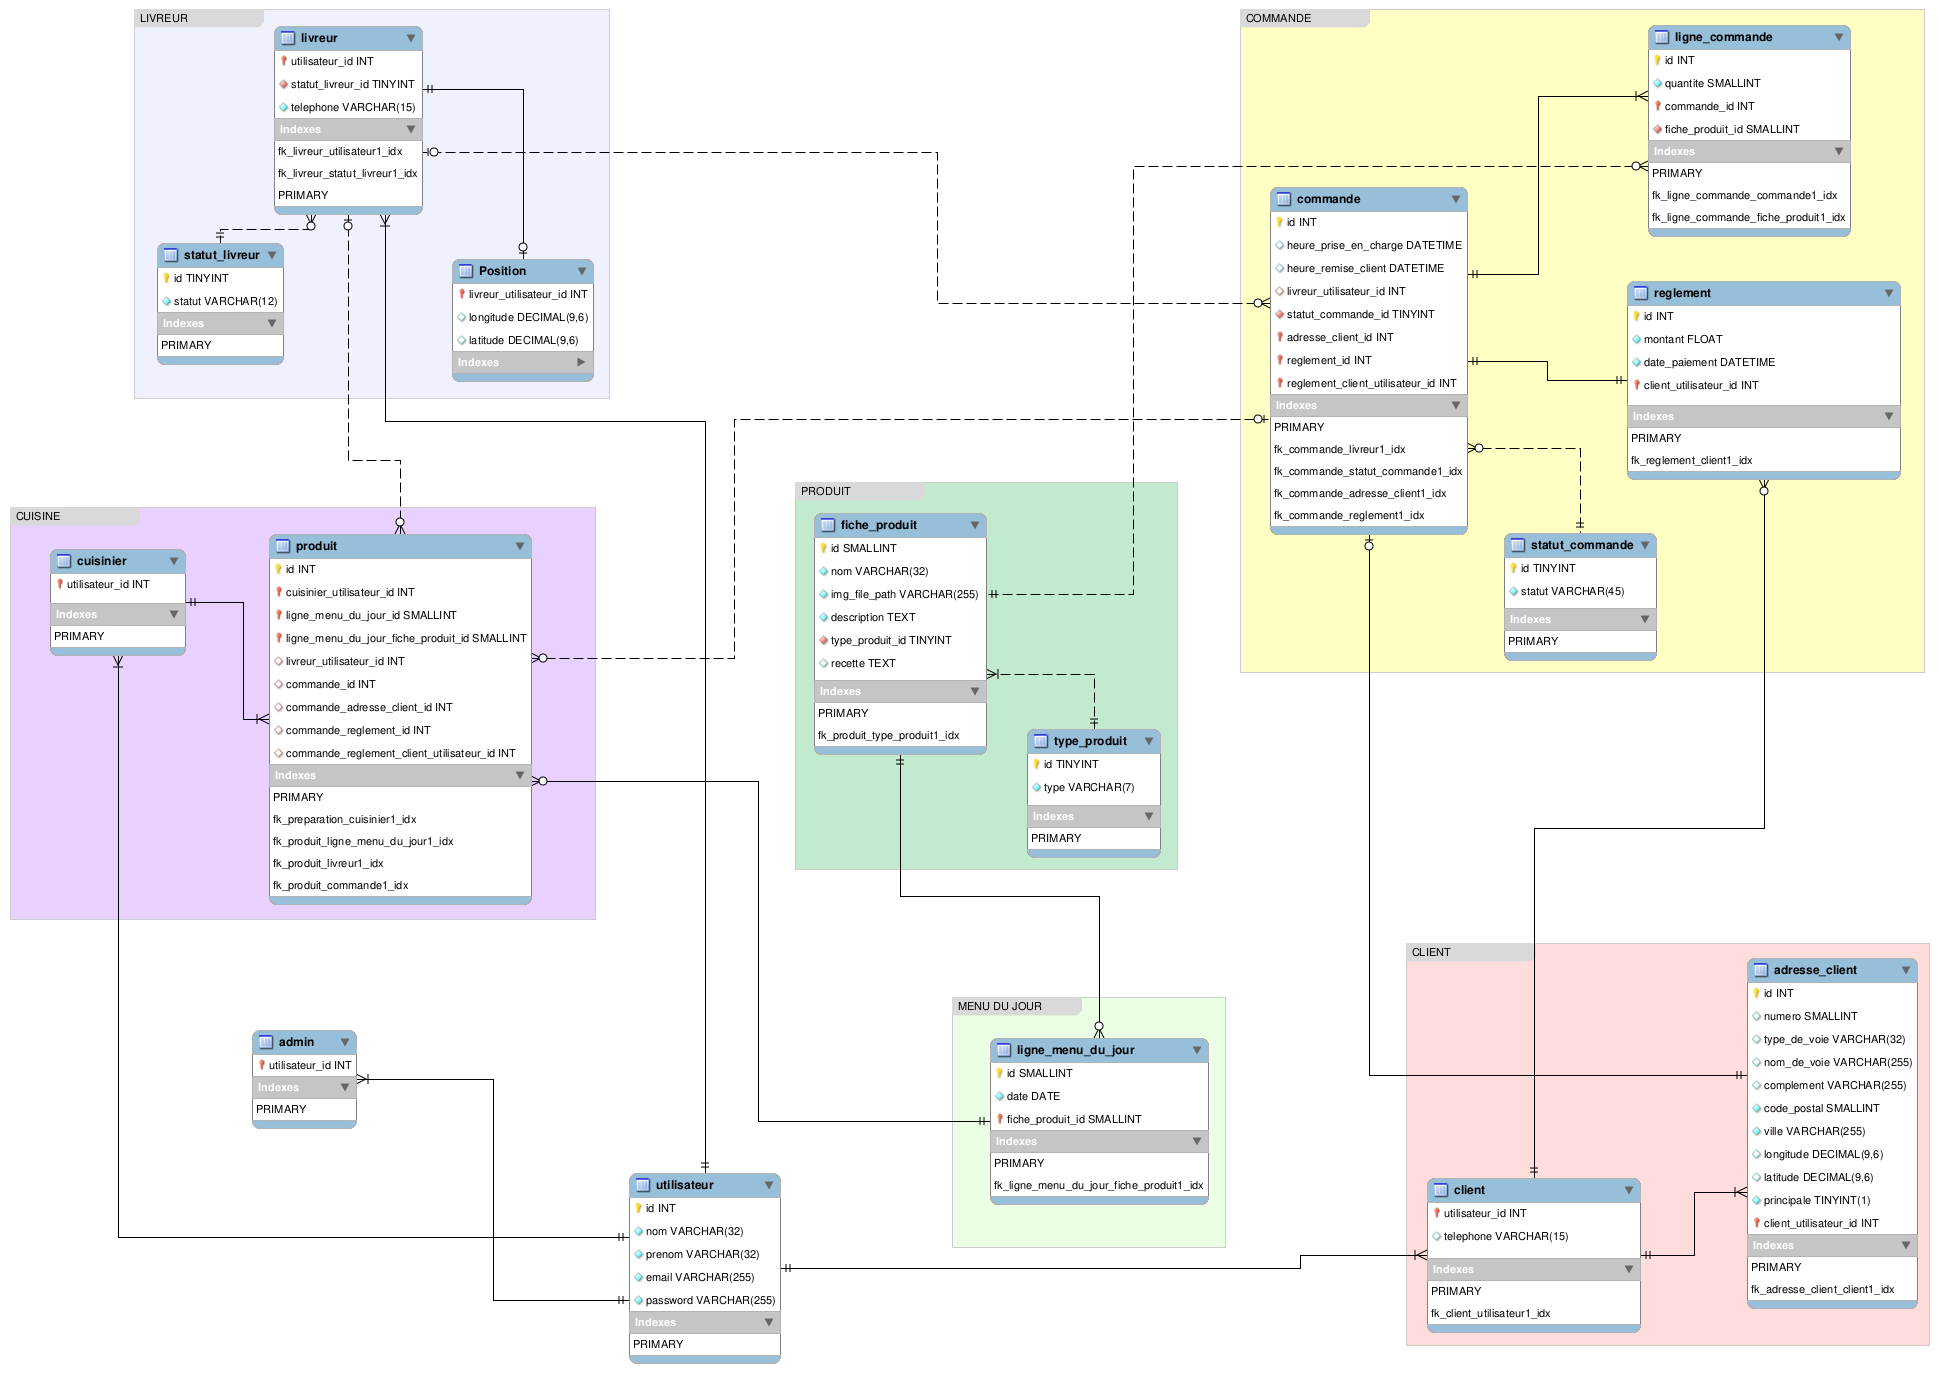 LIVREUR
livreur
utilisateur_id INT
statut_livreur_id TINYINT
telephone VARCHAR(15)
Indexes
fk_livreur_utilisateur1_idx
fk_livreur_statut_livreur1_idx
PRIMARY
statut_livreur
id TINYINT
statut VARCHAR(12)
Indexes
PRIMARY
Position
livreur_utilisateur_id INT
longitude DECIMAL(9,6)
latitude DECIMAL(9,6)
Indexes
COMMANDE
ligne_commande
id INT
quantite SMALLINT
commande_id INT
fiche_produit_id SMALLINT
Indexes
PRIMARY
fk_ligne_commande_commande1_idx
fk_ligne_commande_fiche_produit1_idx
commande
id INT
heure_prise_en_charge DATETIME
heure_remise_client DATETIME
livreur_utilisateur_id INT
statut_commande_id TINYINT
adresse_client_id INT
reglement_id INT
reglement_client_utilisateur_id INT
Indexes
PRIMARY
fk_commande_livreur1_idx
fk_commande_statut_commande1_idx
fk_commande_adresse_client1_idx
fk_commande_reglement1_idx
reglement
id INT
montant FLOAT
date_paiement DATETIME
client_utilisateur_id INT
Indexes
PRIMARY
fk_reglement_client1_idx
statut_commande
id TINYINT
statut VARCHAR(45)
Indexes
PRIMARY
CUISINE
cuisinier
utilisateur_id INT
Indexes
PRIMARY
produit
id INT
cuisinier_utilisateur_id INT
ligne_menu_du_jour_id SMALLINT
ligne_menu_du_jour_fiche_produit_id SMALLINT
livreur_utilisateur_id INT
commande_id INT
commande_adresse_client_id INT
commande_reglement_id INT
commande_reglement_client_utilisateur_id INT
Indexes
PRIMARY
fk_preparation_cuisinier1_idx
fk_produit_ligne_menu_du_jour1_idx
fk_produit_livreur1_idx
fk_produit_commande1_idx
PRODUIT
fiche_produit
id SMALLINT
nom VARCHAR(32)
img_file_path VARCHAR(255)
description TEXT
type_produit_id TINYINT
recette TEXT
Indexes
PRIMARY
fk_produit_type_produit1_idx
type_produit
id TINYINT
type VARCHAR(7)
Indexes
PRIMARY
MENU DU JOUR
ligne_menu_du_jour
id SMALLINT
date DATE
fiche_produit_id SMALLINT
Indexes
PRIMARY
fk_ligne_menu_du_jour_fiche_produit1_idx
admin
utilisateur_id INT
Indexes
PRIMARY
utilisateur
id INT
nom VARCHAR(32)
prenom VARCHAR(32)
email VARCHAR(255)
password VARCHAR(255)
Indexes
PRIMARY
CLIENT
client
utilisateur_id INT
telephone VARCHAR(15)
Indexes
PRIMARY
fk_client_utilisateur1_idx
adresse_client
id INT
numero SMALLINT
type_de_voie VARCHAR(32)
nom_de_voie VARCHAR(255)
complement VARCHAR(255)
code_postal SMALLINT
ville VARCHAR(255)
longitude DECIMAL(9,6)
latitude DECIMAL(9,6)
principale TINYINT(1)
client_utilisateur_id INT
Indexes
PRIMARY
fk_adresse_client_client1_idx